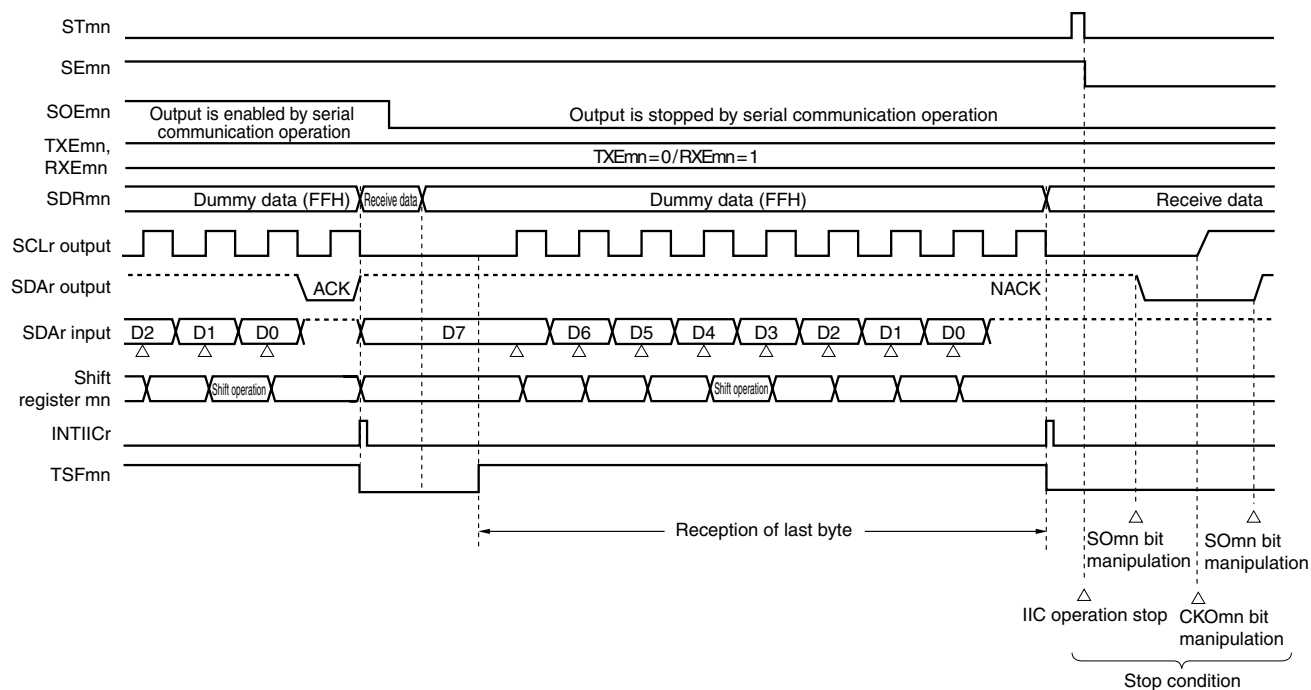 STmn
SEmn
SOEmn
Output is enabled by serial
communication operation
Output is stopped by serial communication operation
TXEmn,
RXEmn
TXEmn=0/RXEmn=1
SDRmn
Dummy data (FFH)
Receive data
Dummy data (FFH)
Receive data
SCLr output
SDAr output
ACK
NACK
SDAr input
D2
D1
D0
D7
D6
D5
D4
D3
D2
D1
D0
Shift
register mn
Shift operation
Shift operation
INTIICr
TSFmn
Reception of last byte
SOmn bit
manipulation
SOmn bit
manipulation
IIC operation stop
CKOmn bit
manipulation
Stop condition